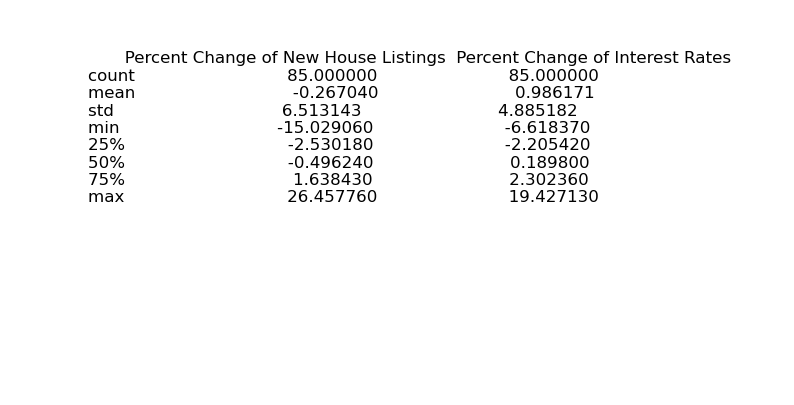 Percent Change of New House Listings  Percent Change of Interest Rates
count 85.000000 85.000000
mean -0.267040 0.986171
std 6.513143 4.885182
min -15.029060 -6.618370
25% -2.530180 -2.205420
50% -0.496240 0.189800
75% 1.638430 2.302360
max 26.457760 19.427130